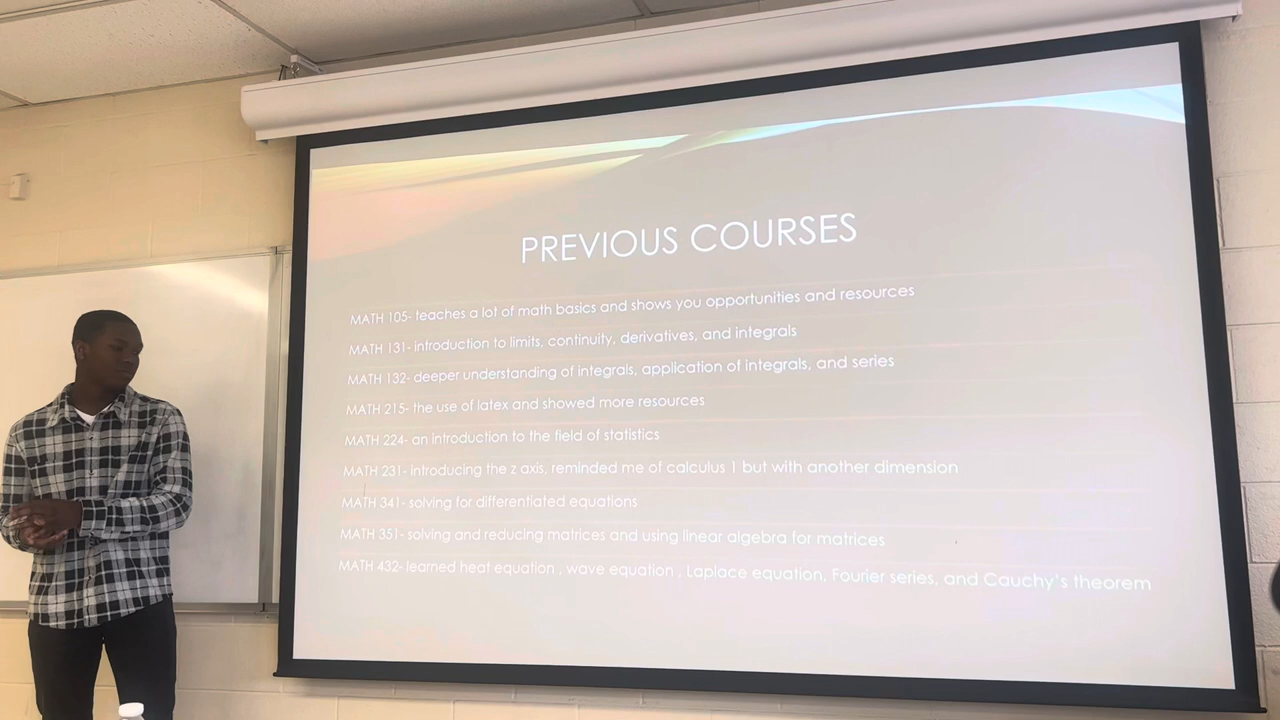 PREVIOUS COURSES
MATH 105- teaches a lot of math basics and shows you opportunities and resources
MATH 131- introduction to limits, continuity, derivatives, and integrals
MATH 132- deeper understanding of integrals, application of integrals, and series
MATH 215- the use of latex and showed more resources
MATH 224- an introduction to the field of statistics
MATH 231- introducing the z axis, reminded me of calculus 1 but with another dimension
MATH 341- solving for differentiated equations
MATH 351- solving and reducing matrices and using linear algebra for matrices
MATH 432- learned heat equation , wave equation , Laplace equation, Fourier series, and Cauchy's theorem